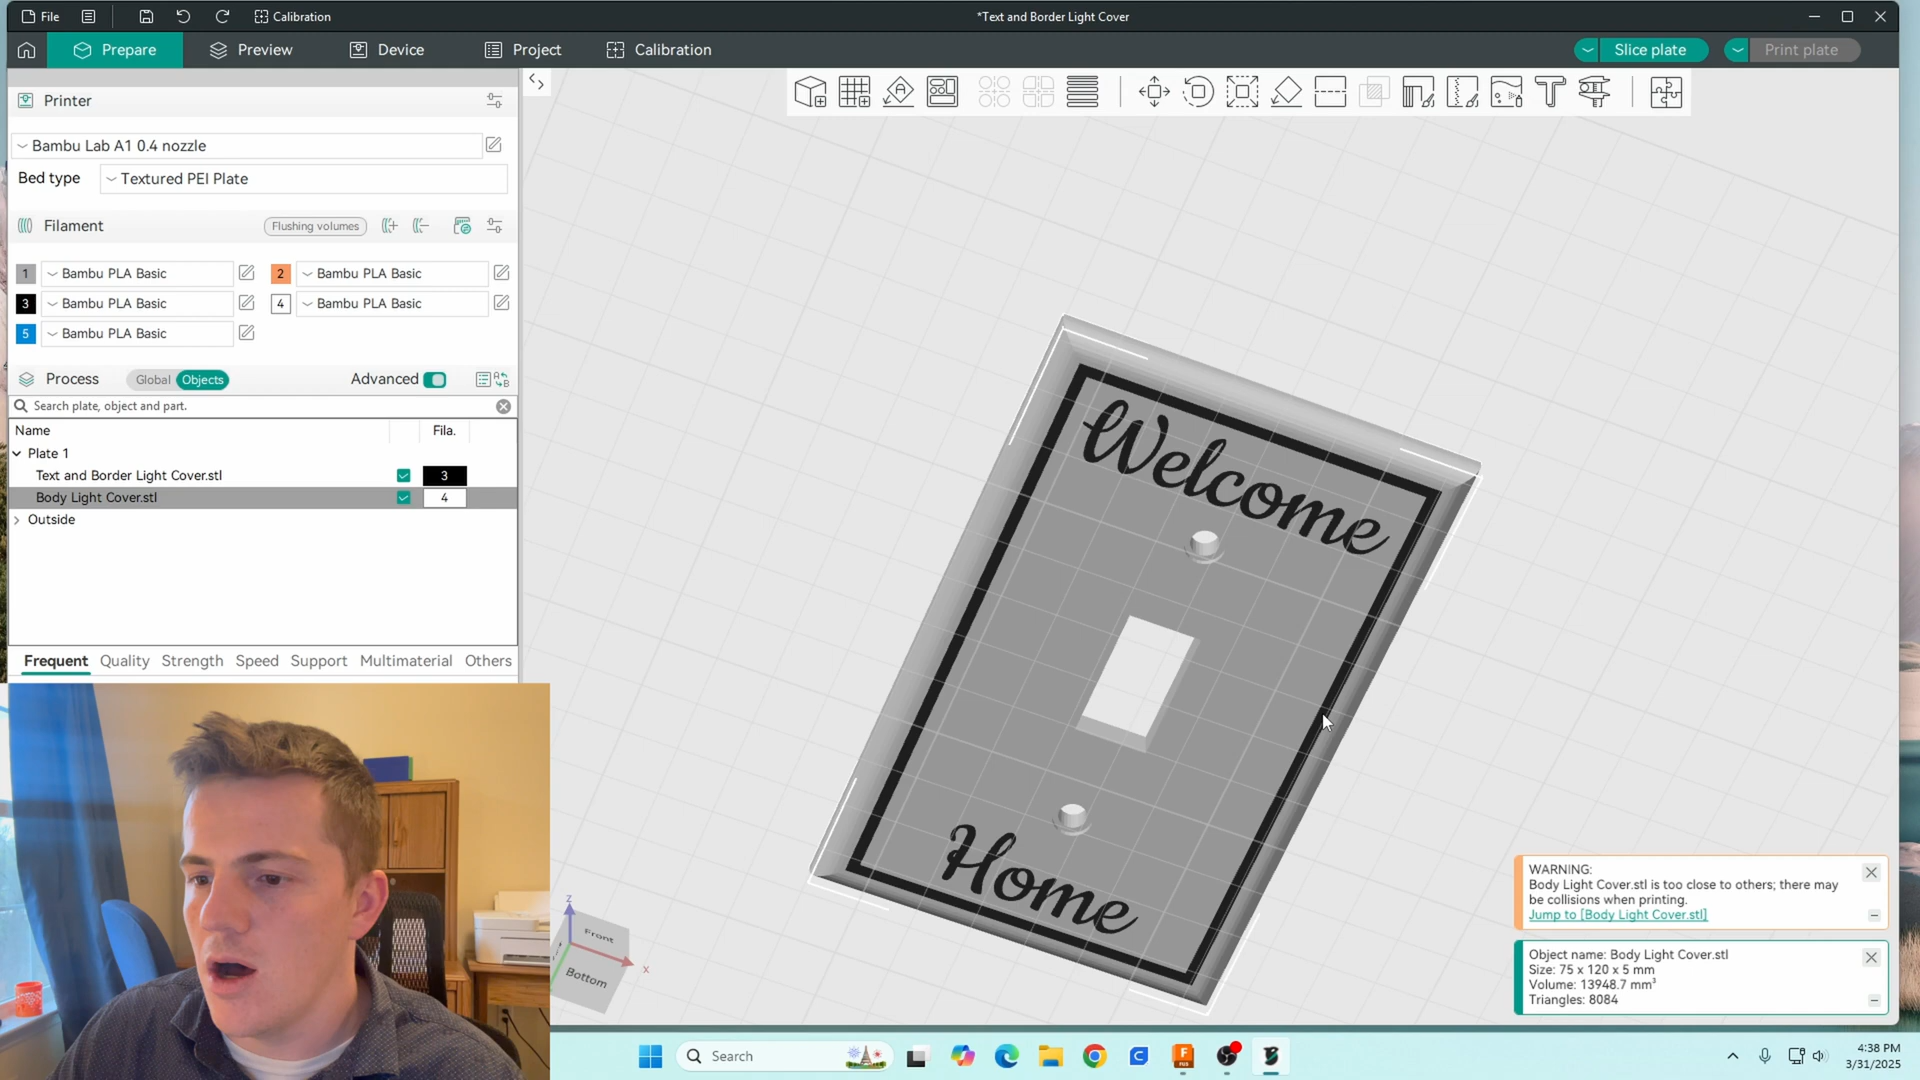 File
Calibration
*Text and Border Light Cover
Prepare
Preview
Device
Project
Calibration
Slice plate
Print plate
Printer
Bambu Lab A1 0.4 nozzle
Bed type
Textured PEI Plate
Filament
Flushing volumes
1 Bambu PLA Basic
2 Bambu PLA Basic
3 Bambu PLA Basic
4 Bambu PLA Basic
5 Bambu PLA Basic
Process
Global
Objects
Advanced
Search plate, object and part.
Name
Fila.
Plate 1
Text and Border Light Cover.stl 3
Body Light Cover.stl 4
Outside
Frequent
Quality
Strength
Speed
Support
Multimaterial
Others
Welcome
Home
z
Front
Bottom
x
WARNING:
Body Light Cover.stl is too close to others; there may
be collisions when printing.
Jump to [Body Light Cover.stl]
Object name: Body Light Cover.stl
Size: 75 x 120 x 5 mm
Volume: 13948.7 mm³
Triangles: 8084
Search
4:38 PM
3/31/2025